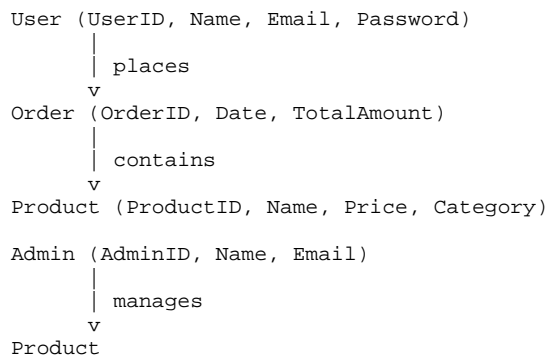 User (UserID, Name, Email, Password)
|
| places
v
Order (OrderID, Date, TotalAmount)
|
| contains
v
Product (ProductID, Name, Price, Category)
Admin (AdminID, Name, Email)
|
| manages
v
Product